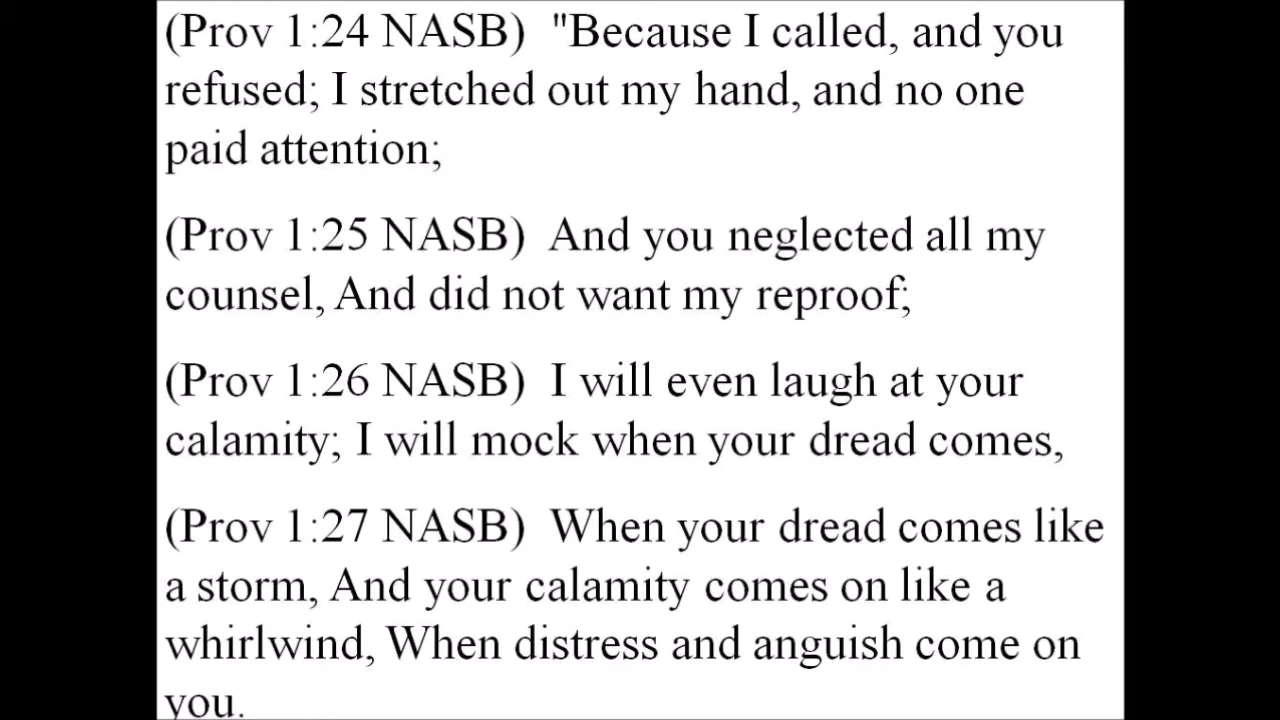 (Prov 1:24 NASB)  "Because I called, and you
refused; I stretched out my hand, and no one
paid attention;
(Prov 1:25 NASB)  And you neglected all my
counsel, And did not want my reproof;
(Prov 1:26 NASB)  I will even laugh at your
calamity; I will mock when your dread comes,
(Prov 1:27 NASB)  When your dread comes like
a storm, And your calamity comes on like a
whirlwind, When distress and anguish come on
you.